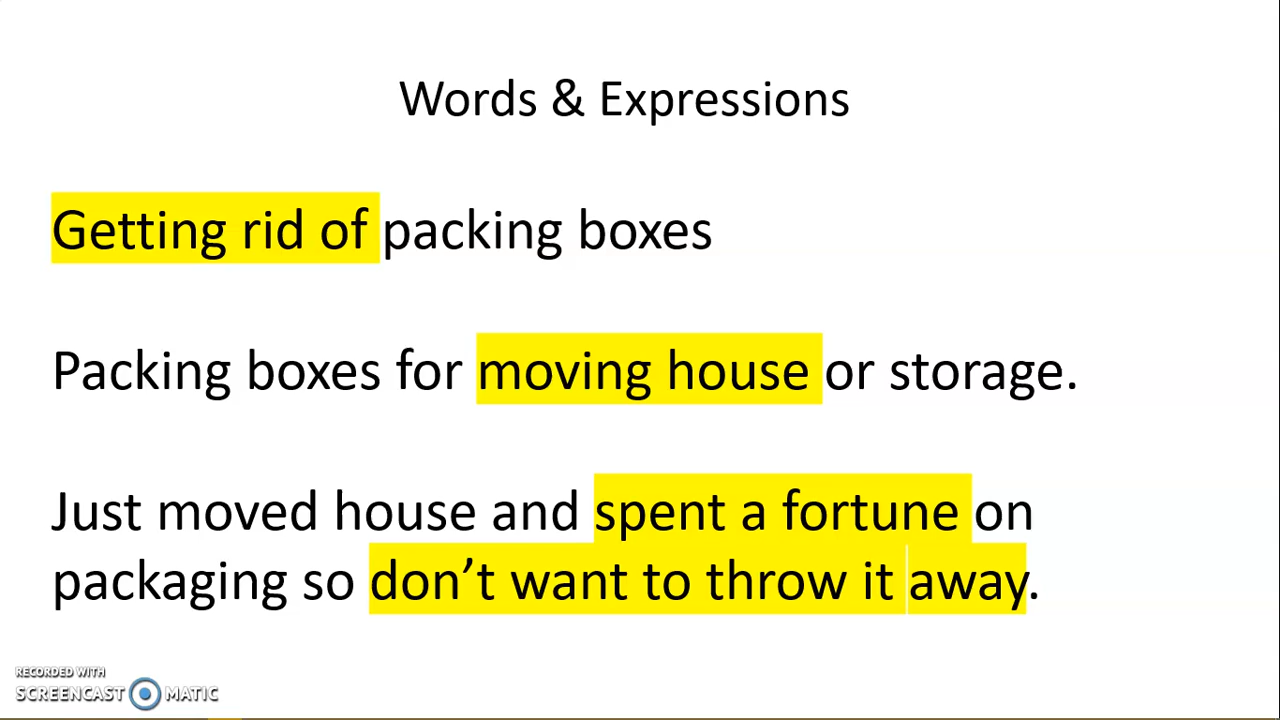 Words & Expressions
Getting rid of packing boxes
Packing boxes for moving house or storage.
Just moved house and spent a fortune on
packaging so don’t want to throw it away.
RECORDED WITH
SCREENCAST MATIC